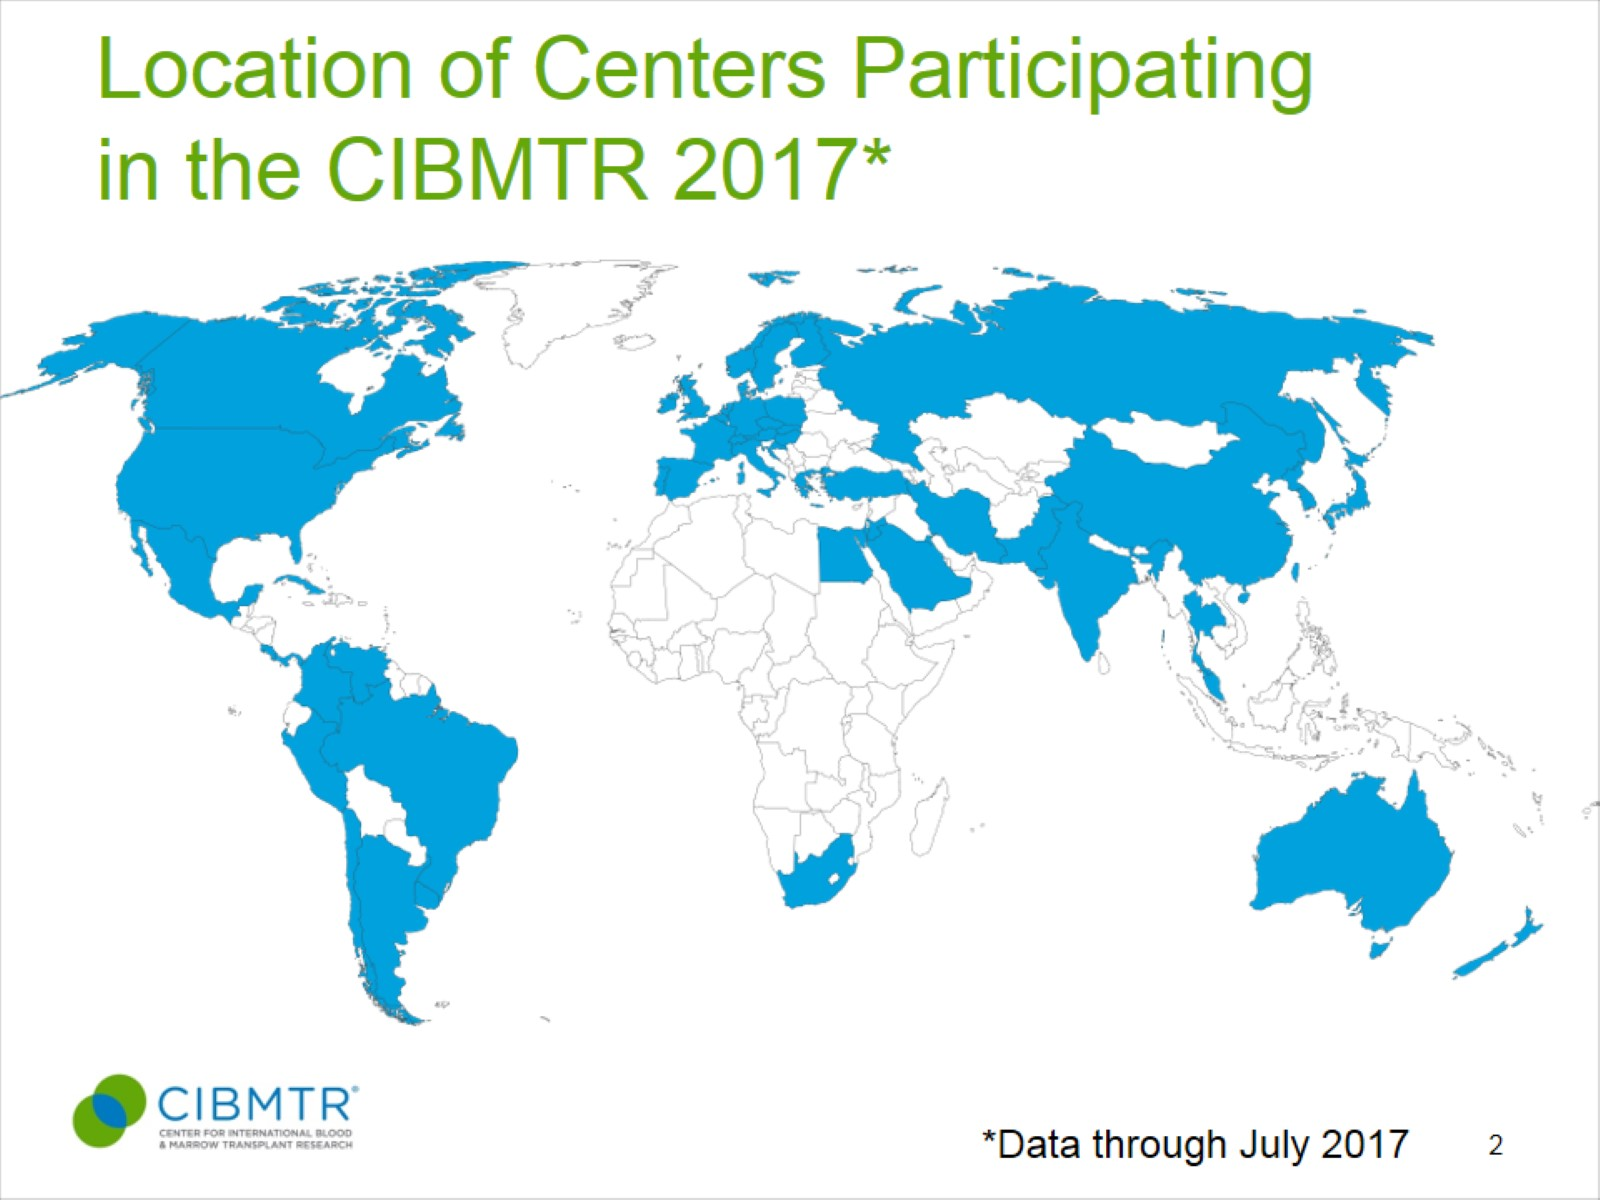 Location of Centers Participating
in the CIBMTR 2017*
CIBMTR®
CENTER FOR INTERNATIONAL BLOOD
& MARROW TRANSPLANT RESEARCH
*Data through July 2017
2